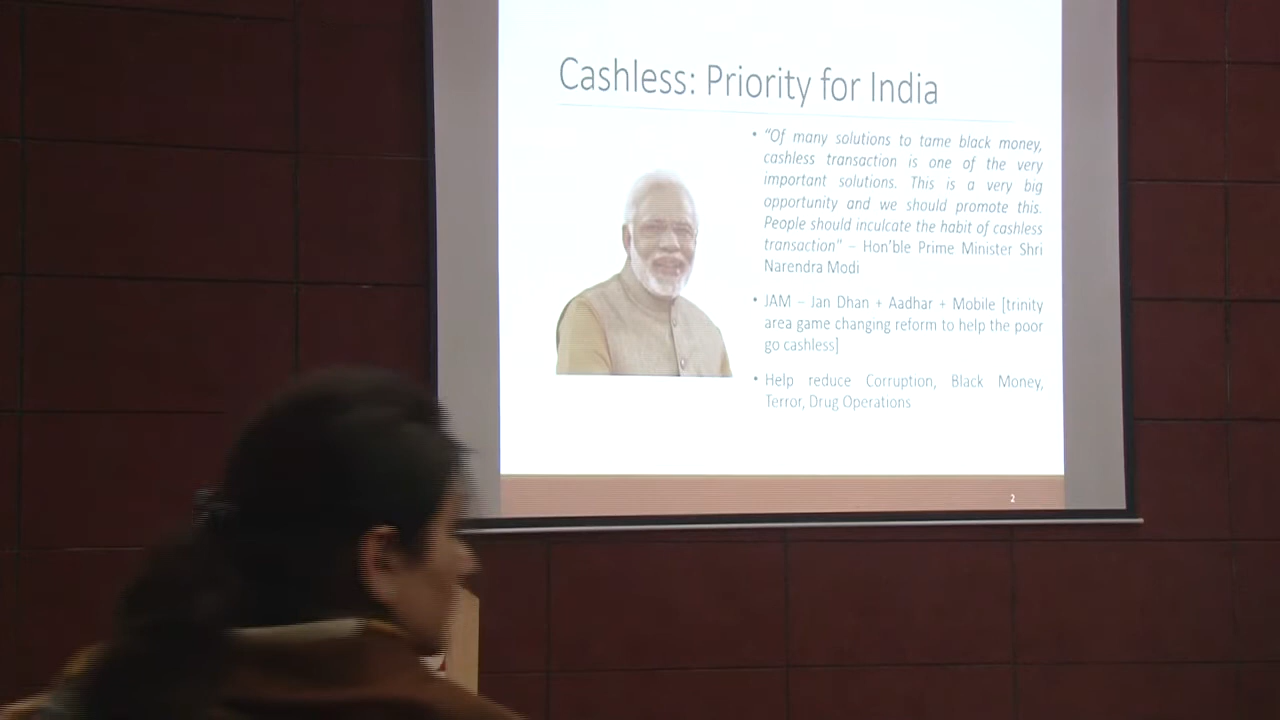 Cashless: Priority for India
• "Of many solutions to tame black money,
cashless transaction is one of the very
important solutions. This is a very big
opportunity and we should promote this.
People should inculcate the habit of cashless
transaction" – Hon'ble Prime Minister Shri
Narendra Modi
• JAM – Jan Dhan + Aadhar + Mobile [trinity
area game changing reform to help the poor
go cashless]
• Help reduce Corruption, Black Money,
Terror, Drug Operations
2